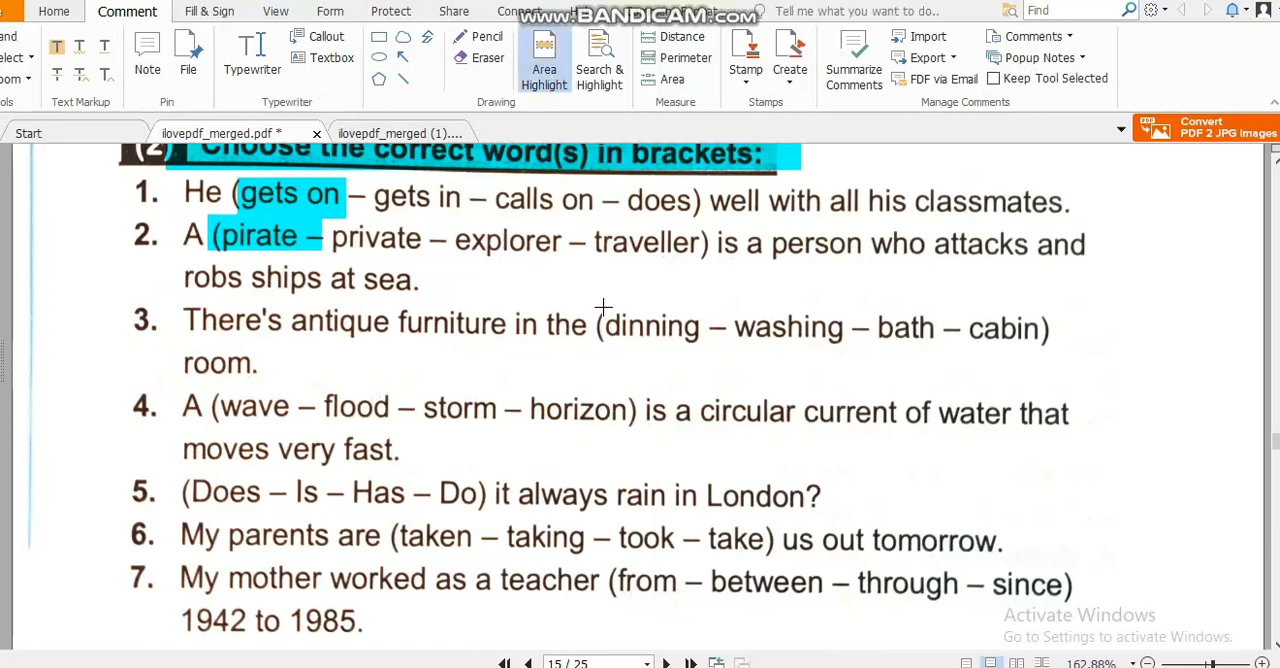 www.BANDICAM.com
Home Comment Fill & Sign View Form Protect Share Connect Tell me what you want to do.. Find
Callout Pencil Distance Import Comments
Textbox Eraser Perimeter Export Popup Notes
Note File Typewriter Area Highlight Search & Highlight Area Stamp Create Summarize Comments PDF via Email Keep Tool Selected
Text Markup Pin Typewriter Drawing Measure Stamps Manage Comments
Start ilovepdf_merged.pdf * ilovepdf_merged (1)....
Convert
PDF 2 JPG Images
(2) Choose the correct word(s) in brackets:
1. He (gets on – gets in – calls on – does) well with all his classmates.
2. A (pirate – private – explorer – traveller) is a person who attacks and
robs ships at sea.
3. There's antique furniture in the (dinning – washing – bath – cabin)
room.
4. A (wave – flood – storm – horizon) is a circular current of water that
moves very fast.
5. (Does – Is – Has – Do) it always rain in London?
6. My parents are (taken – taking – took – take) us out tomorrow.
7. My mother worked as a teacher (from – between – through – since)
1942 to 1985.
Activate Windows
Go to Settings to activate Windows.
15 / 25 162.88%